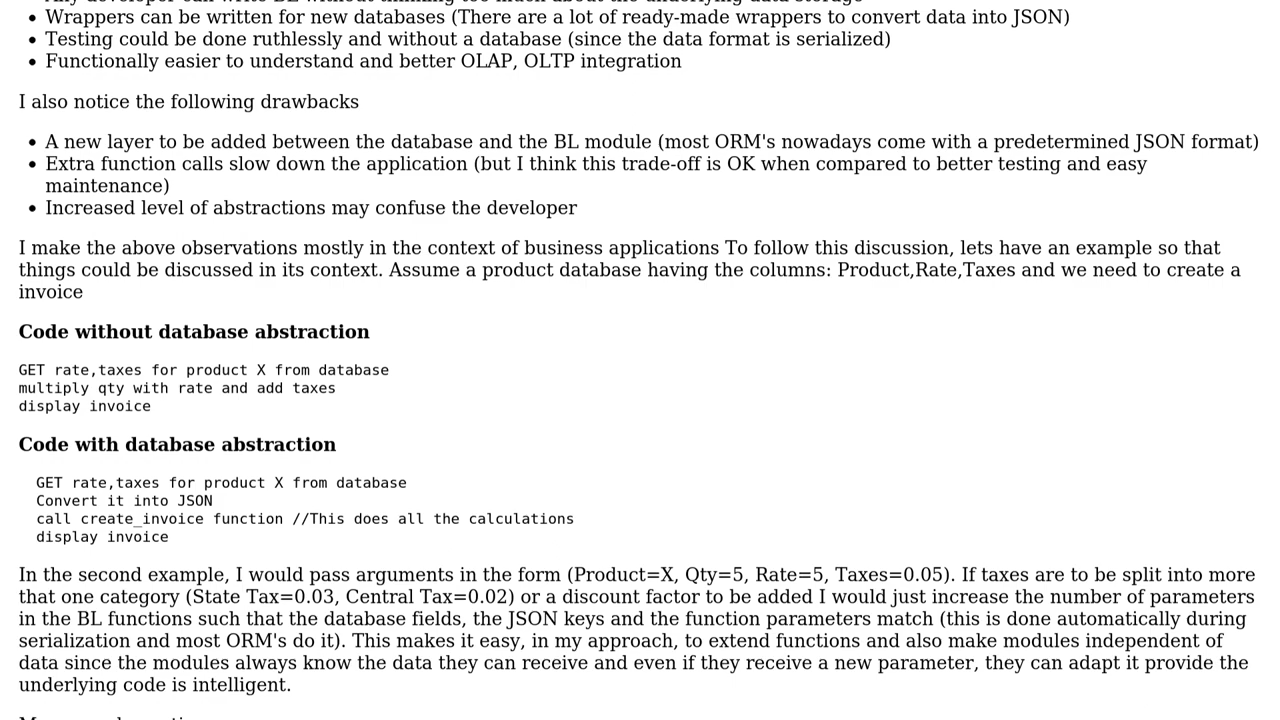 Wrappers can be written for new databases (There are a lot of ready-made wrappers to convert data into JSON)
Testing could be done ruthlessly and without a database (since the data format is serialized)
Functionally easier to understand and better OLAP, OLTP integration
I also notice the following drawbacks
A new layer to be added between the database and the BL module (most ORM's nowadays come with a predetermined JSON format)
Extra function calls slow down the application (but I think this trade-off is OK when compared to better testing and easy
maintenance)
Increased level of abstractions may confuse the developer
I make the above observations mostly in the context of business applications To follow this discussion, lets have an example so that
things could be discussed in its context. Assume a product database having the columns: Product,Rate,Taxes and we need to create a
invoice
Code without database abstraction
GET rate,taxes for product X from database
multiply qty with rate and add taxes
display invoice
Code with database abstraction
GET rate,taxes for product X from database
Convert it into JSON
call create_invoice function //This does all the calculations
display invoice
In the second example, I would pass arguments in the form (Product=X, Qty=5, Rate=5, Taxes=0.05). If taxes are to be split into more
that one category (State Tax=0.03, Central Tax=0.02) or a discount factor to be added I would just increase the number of parameters
in the BL functions such that the database fields, the JSON keys and the function parameters match (this is done automatically during
serialization and most ORM's do it). This makes it easy, in my approach, to extend functions and also make modules independent of
data since the modules always know the data they can receive and even if they receive a new parameter, they can adapt it provide the
underlying code is intelligent.